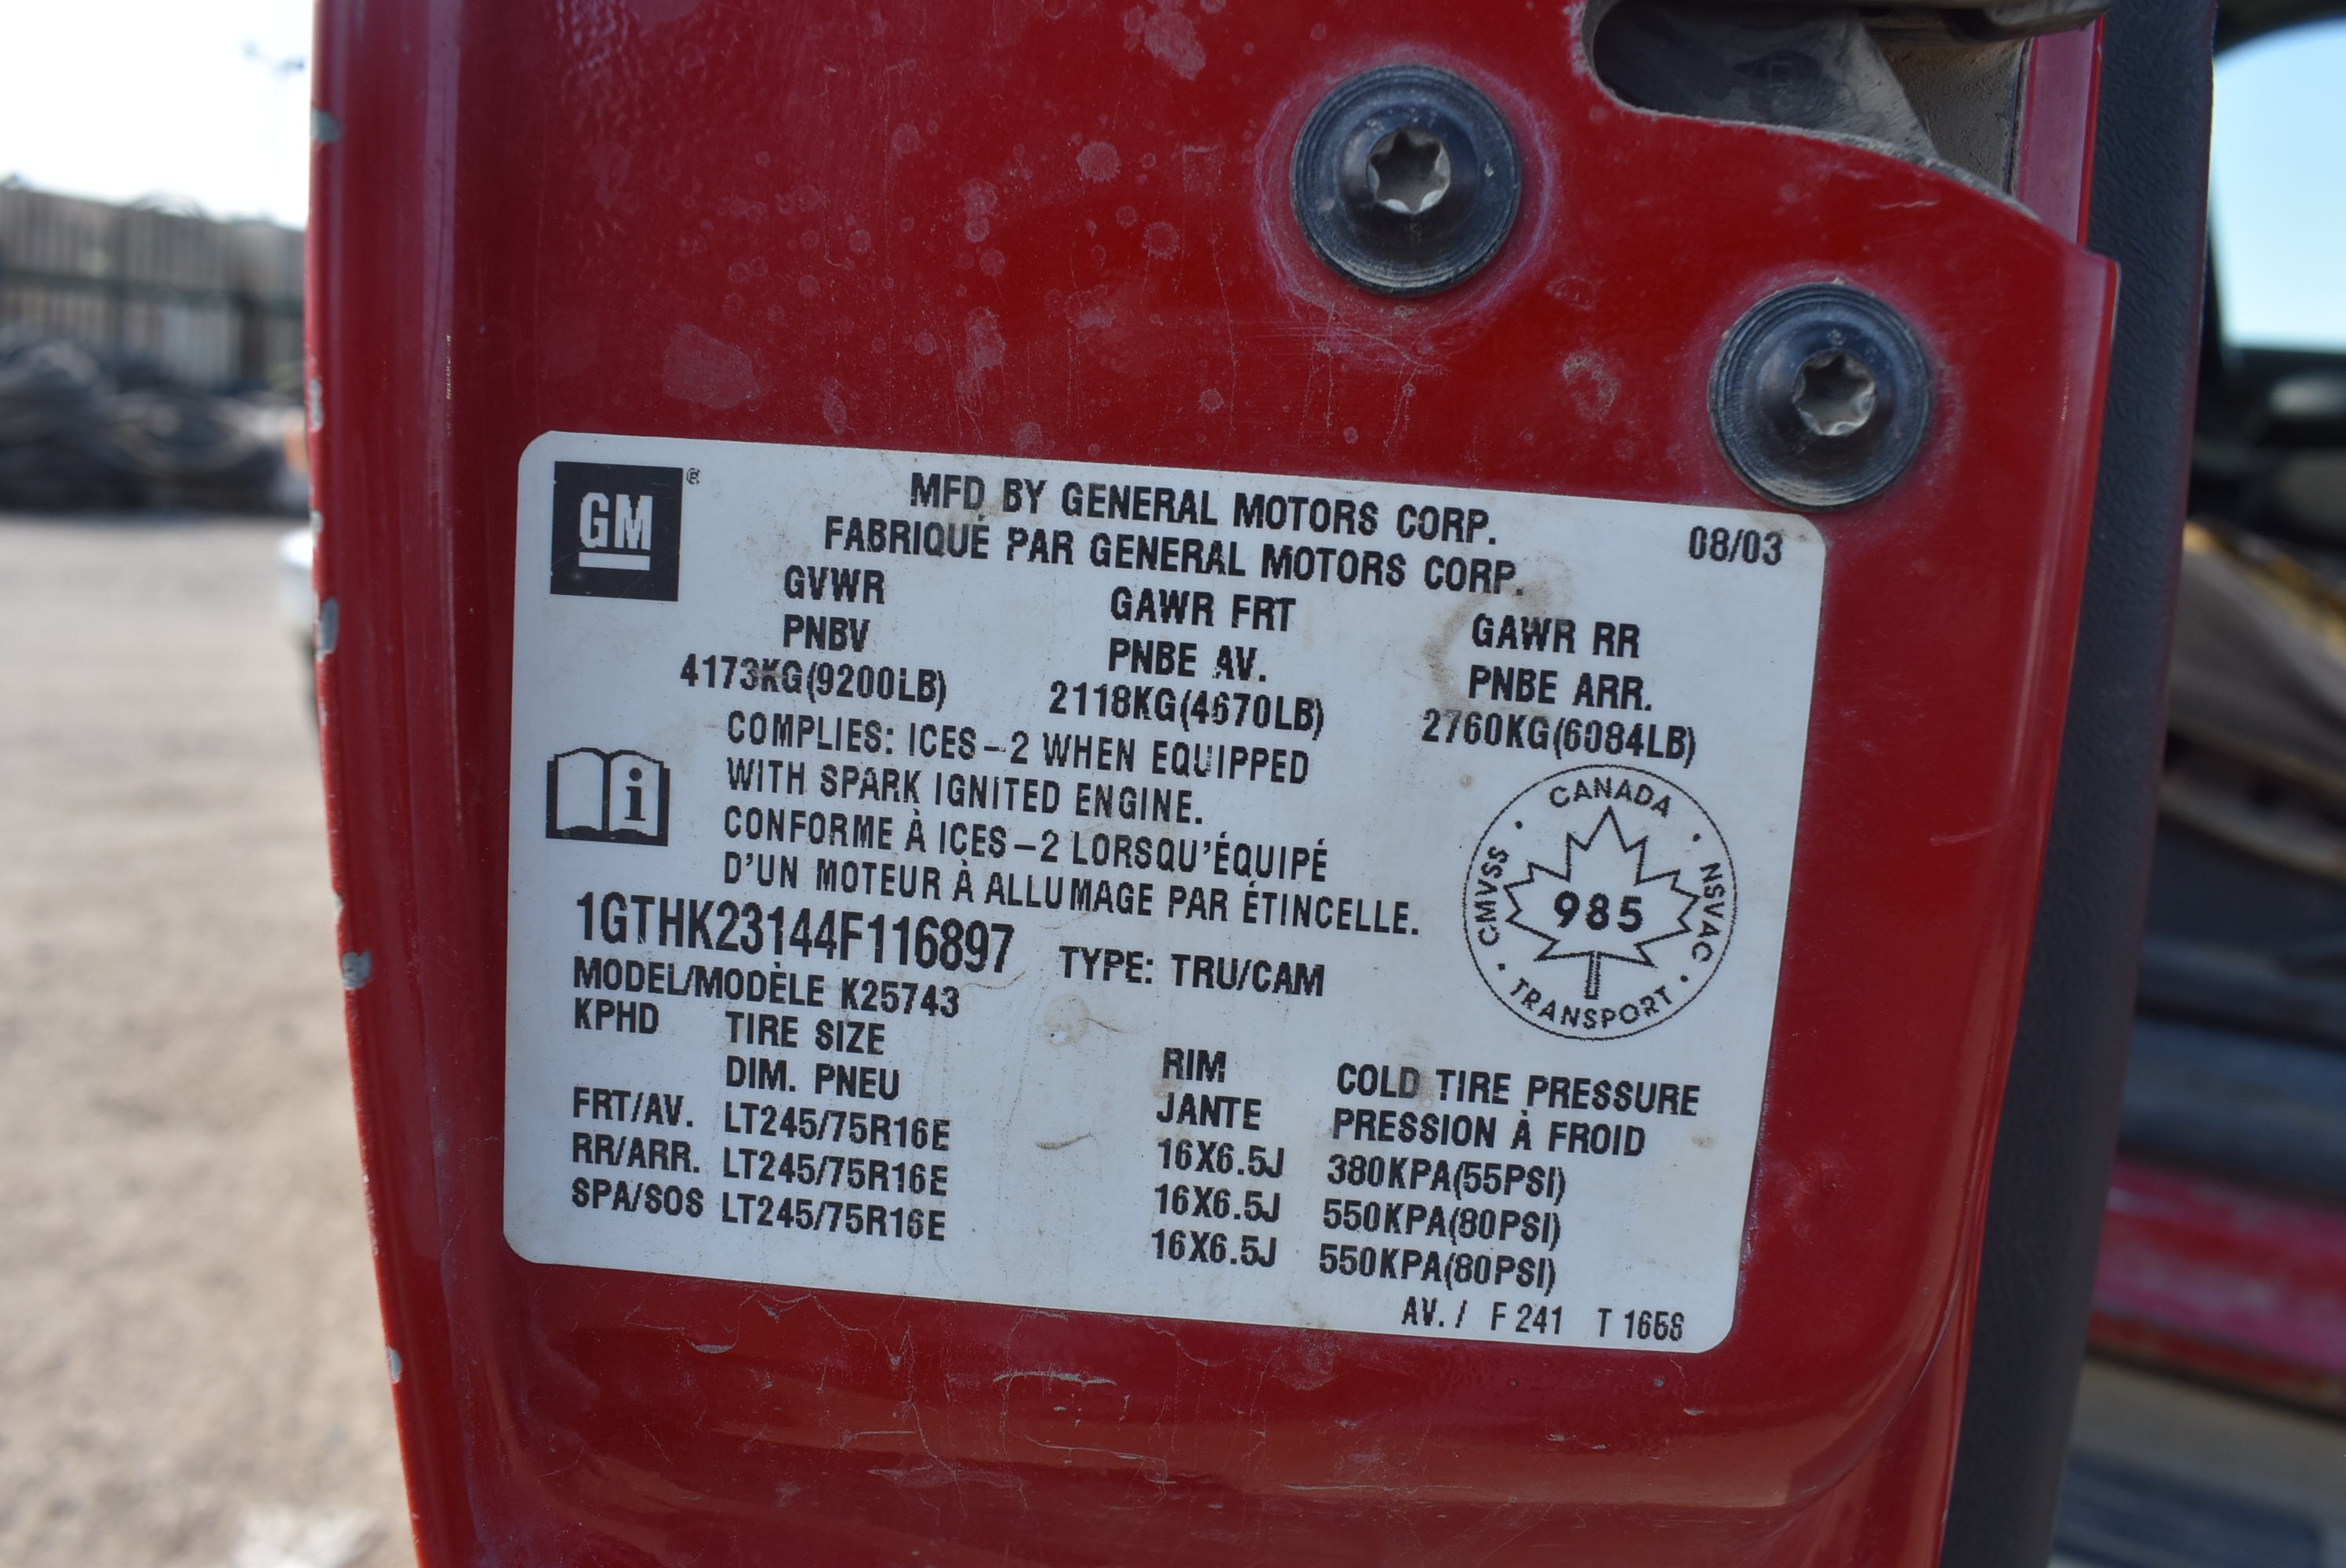 GM ®
MFD BY GENERAL MOTORS CORP.
08/03
FABRIQUÉ PAR GENERAL MOTORS CORP.
GVWR
GAWR FRT
GAWR RR
PNBV
PNBE AV.
PNBE ARR.
4173KG(9200LB)
2118KG(4670LB)
2760KG(6084LB)
COMPLIES: ICES-2 WHEN EQUIPPED
WITH SPARK IGNITED ENGINE.
CONFORME À ICES-2 LORSQU'ÉQUIPÉ
D'UN MOTEUR À ALLUMAGE PAR ÉTINCELLE.
CANADA • NSVAC • TRANSPORT • CMVSS •
985
1GTHK23144F116897 TYPE: TRU/CAM
MODEL/MODÈLE K25743
KPHD TIRE SIZE RIM COLD TIRE PRESSURE
DIM. PNEU JANTE PRESSION À FROID
FRT/AV. LT245/75R16E 16X6.5J 380KPA(55PSI)
RR/ARR. LT245/75R16E 16X6.5J 550KPA(80PSI)
SPA/SOS LT245/75R16E 16X6.5J 550KPA(80PSI)
AV. / F 241 T